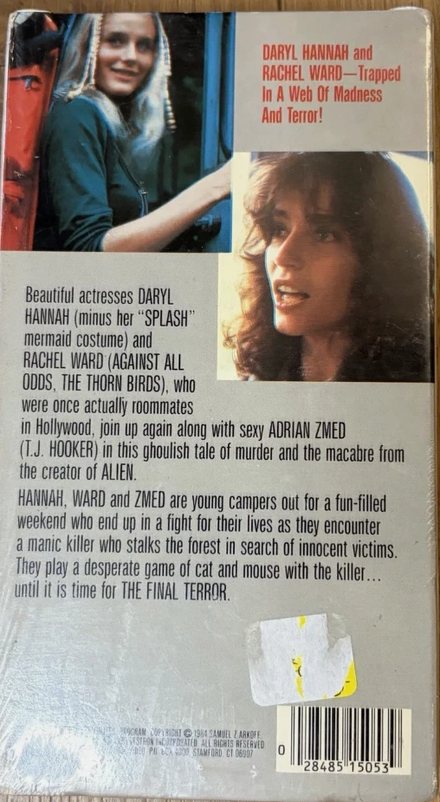 DARYL HANNAH and
RACHEL WARD—Trapped
In A Web Of Madness
And Terror!
Beautiful actresses DARYL
HANNAH (minus her "SPLASH"
mermaid costume) and
RACHEL WARD (AGAINST ALL
ODDS, THE THORN BIRDS), who
were once actually roommates
in Hollywood, join up again along with sexy ADRIAN ZMED
(T.J. HOOKER) in this ghoulish tale of murder and the macabre from
the creator of ALIEN.
HANNAH, WARD and ZMED are young campers out for a fun-filled
weekend who end up in a fight for their lives as they encounter
a manic killer who stalks the forest in search of innocent victims.
They play a desperate game of cat and mouse with the killer...
until it is time for THE FINAL TERROR.
COPYRIGHT © 1984 SAMUEL Z ARKOFF
INCORPORATED ALL RIGHTS RESERVED
P.O. BOX 4000, STAMFORD, CT 06907
0 28485 15053